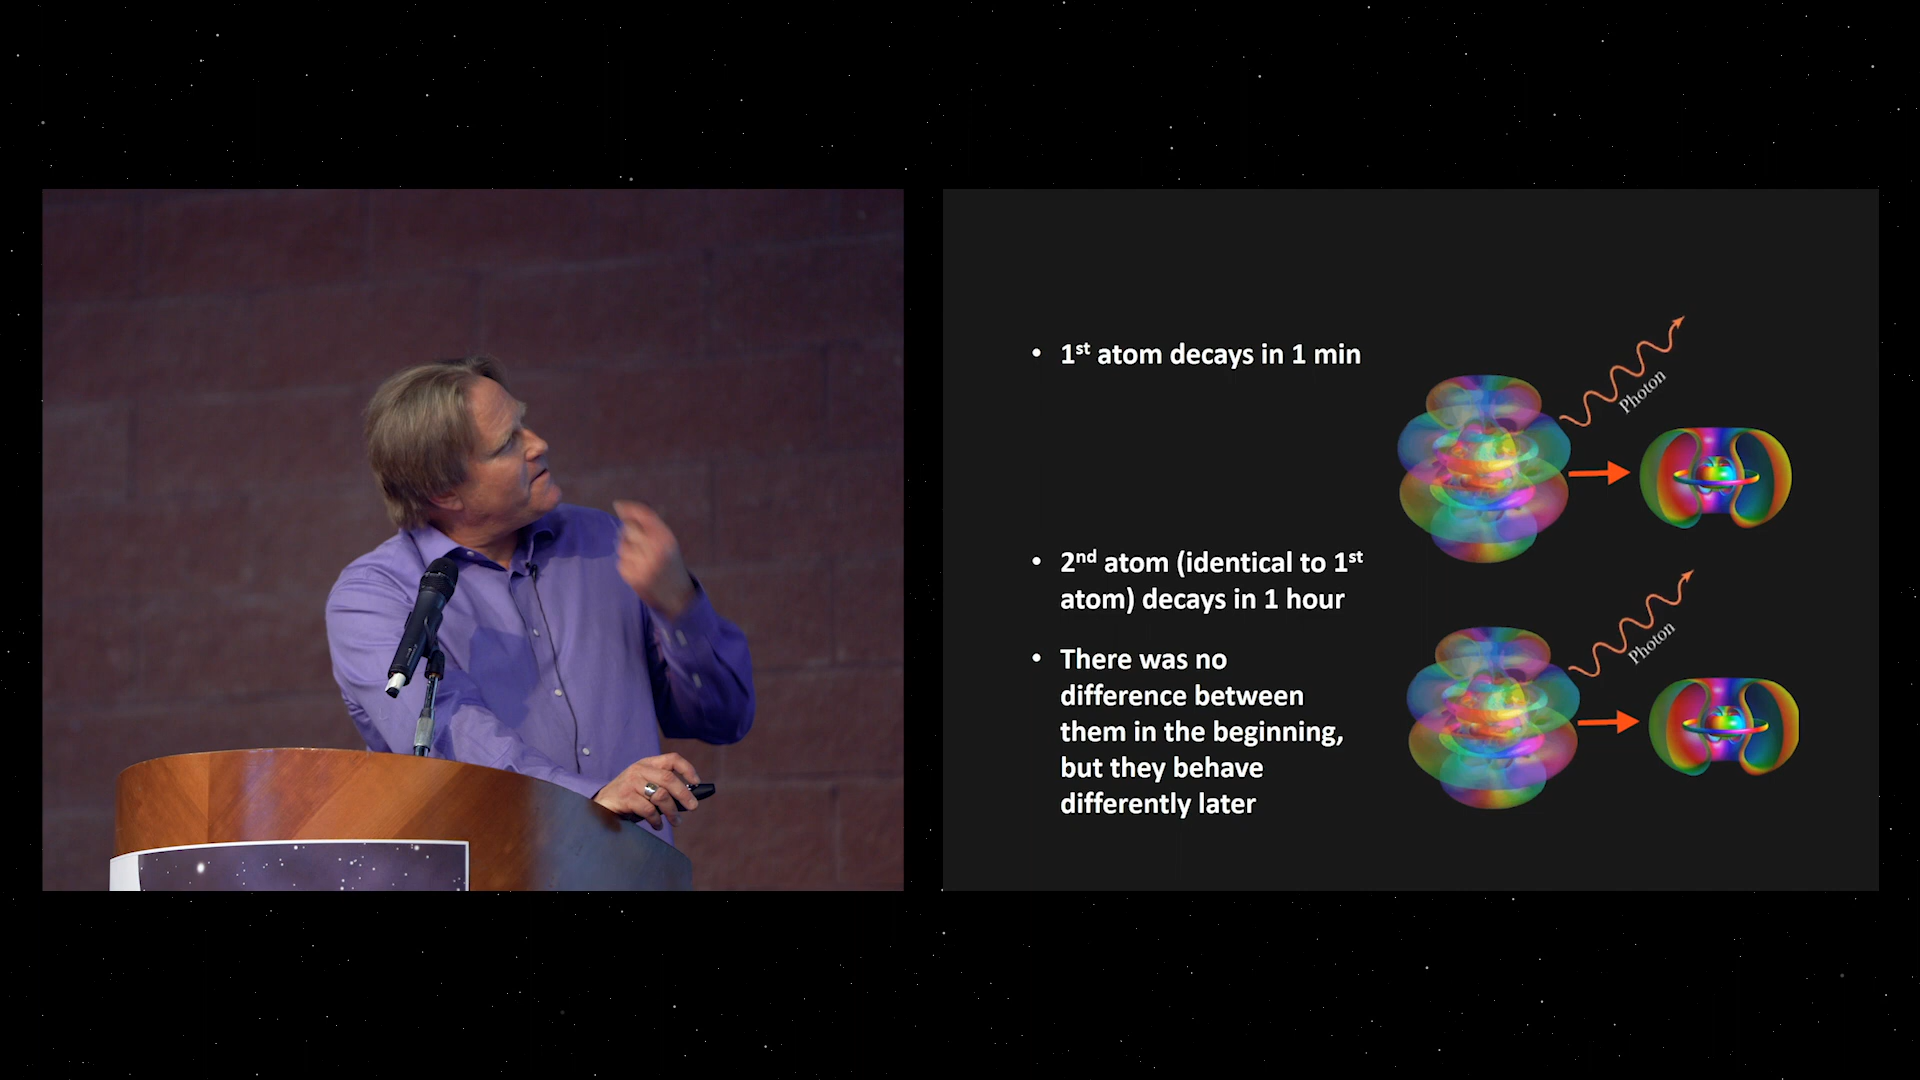 • 1st atom decays in 1 min
Photon
• 2nd atom (identical to 1st
atom) decays in 1 hour
Photon
• There was no
difference between
them in the beginning,
but they behave
differently later